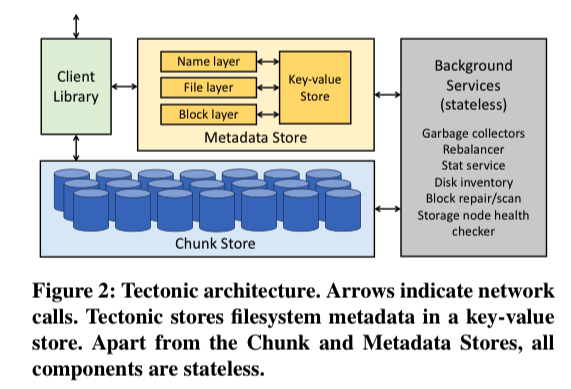 Client
Library
Name layer
File layer
Block layer
Key-value
Store
Metadata Store
Chunk Store
Background
Services
(stateless)
Garbage collectors
Rebalancer
Stat service
Disk inventory
Block repair/scan
Storage node health
checker
Figure 2: Tectonic architecture. Arrows indicate network
calls. Tectonic stores filesystem metadata in a key-value
store. Apart from the Chunk and Metadata Stores, all
components are stateless.